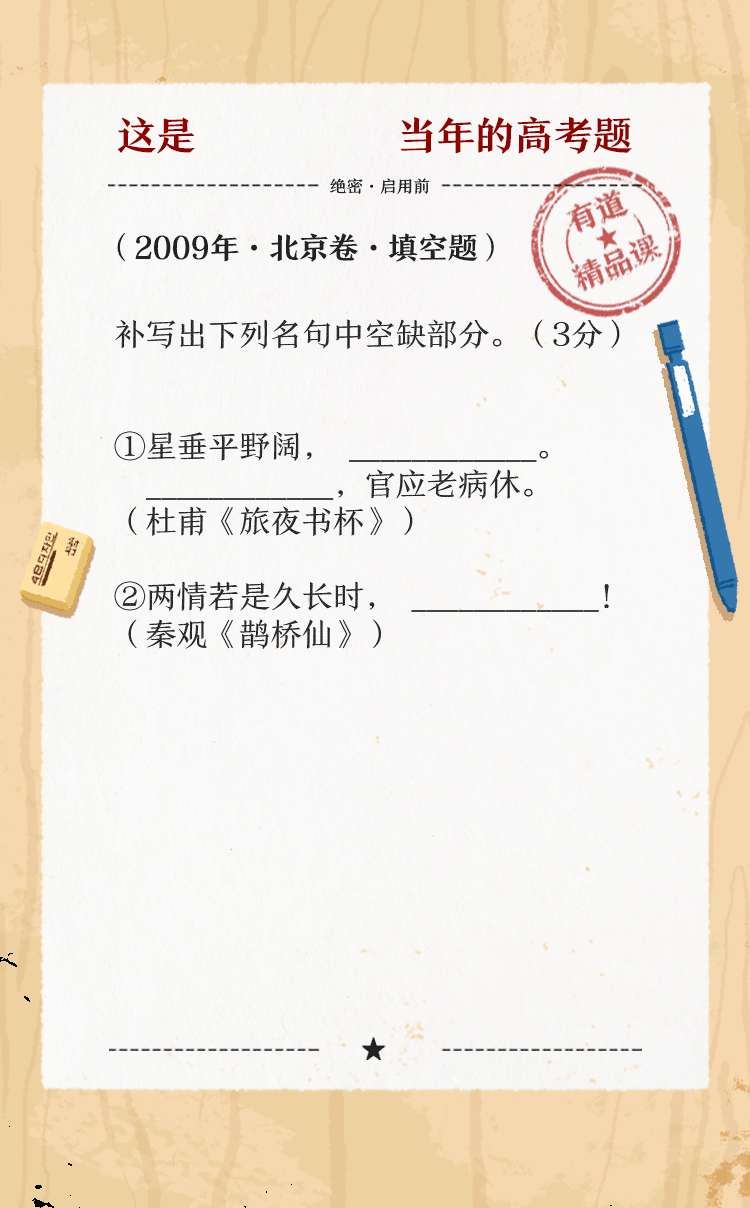 这是 当年的高考题
绝密·启用前
有道
精品课
（2009年·北京卷·填空题）
补写出下列名句中空缺部分。（3分）
①星垂平野阔， ____________。
____________，官应老病休。
（杜甫《旅夜书杯》）
②两情若是久长时， ____________！
（秦观《鹊桥仙》）